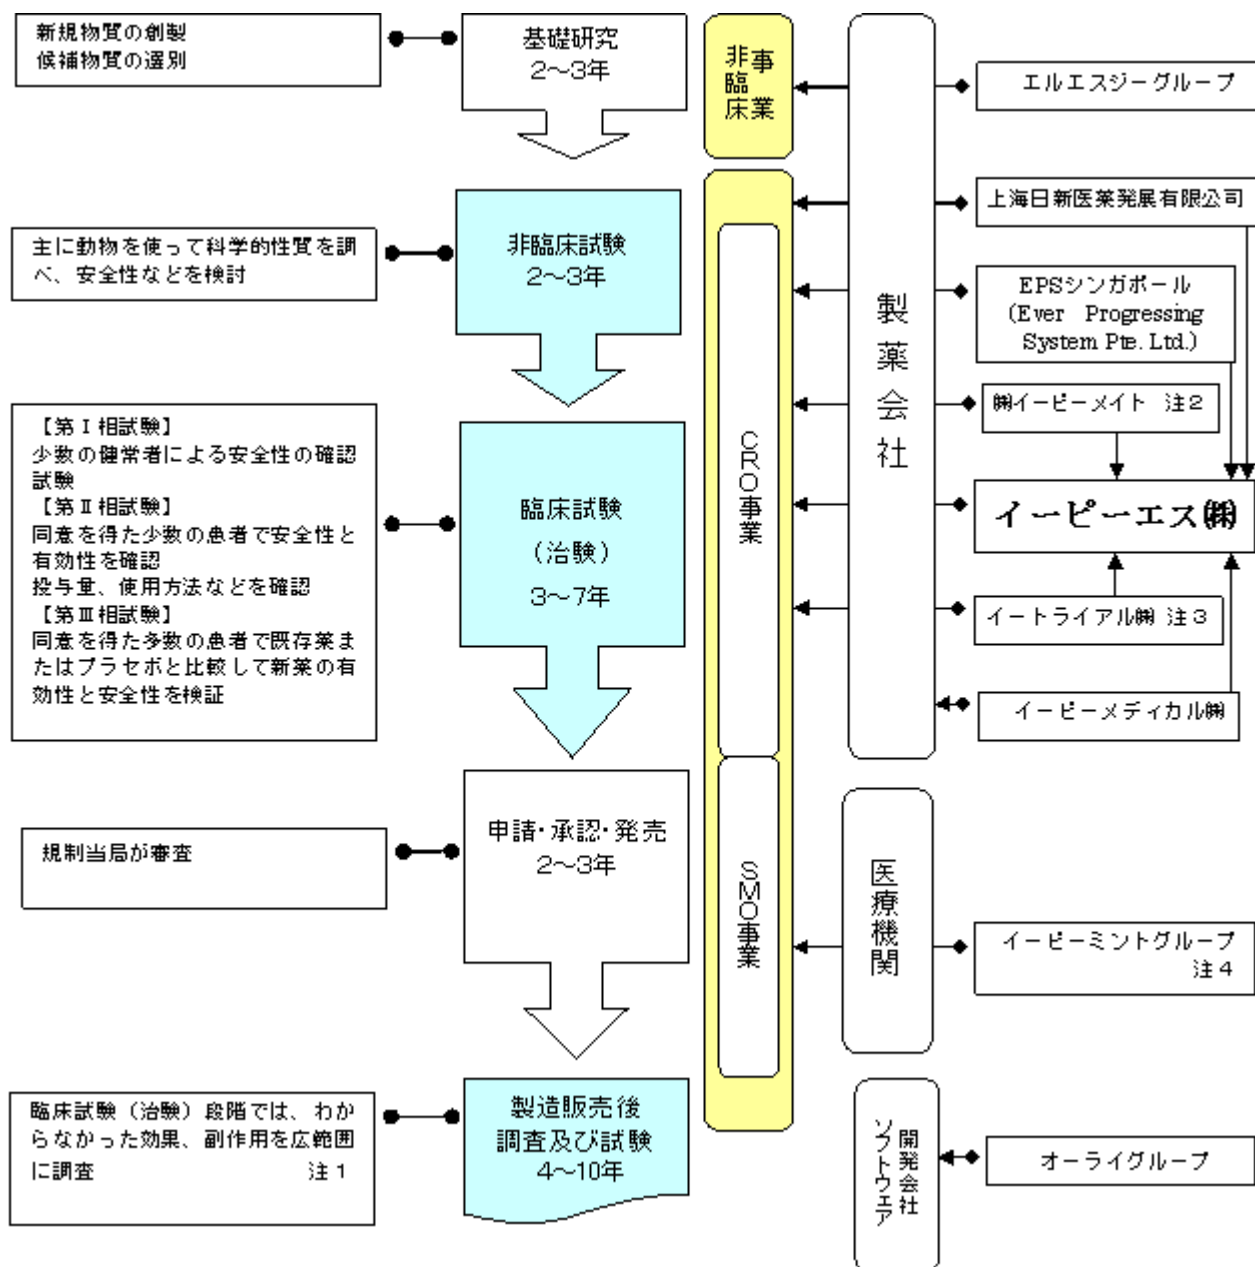 新規物質の創製
候補物質の選別
基礎研究
2～3年
非臨床
事業
エルエスジーグループ
上海日新医薬発展有限公司
主に動物を使って科学的性質を調
べ、安全性などを検討
非臨床試験
2～3年
製薬会社
EPSシンガポール
(Ever Progressing
System Pte. Ltd.)
㈱イーピーメイト 注２
【第Ⅰ相試験】
少数の健常者による安全性の確認
試験
【第Ⅱ相試験】
同意を得た少数の患者で安全性と
有効性を確認
投与量、使用方法などを確認
【第Ⅲ相試験】
同意を得た多数の患者で既存薬ま
たはプラセボと比較して新薬の有
効性と安全性を検証
臨床試験
（治験）
3～7年
CRO事業
イーピーエス㈱
イートライアル㈱ 注３
イーピーメディカル㈱
規制当局が審査
申請・承認・発売
2～3年
SMO事業
医療機関
イーピーミントグループ
注４
臨床試験（治験）段階では、わか
らなかった効果、副作用を広範囲
に調査 注１
製造販売後
調査及び試験
4～10年
ソフトウェア
開発会社
オーライグループ